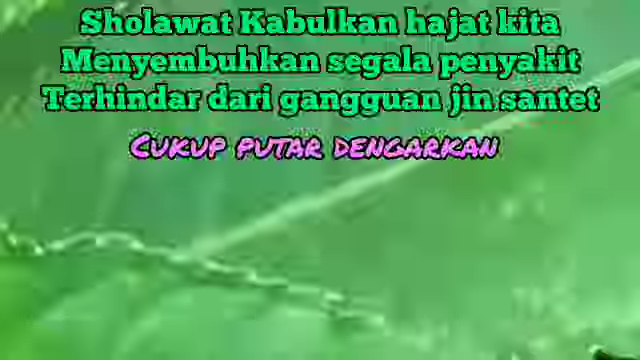 Sholawat Kabulkan hajat kita
Menyembuhkan segala penyakit
Terhindar dari gangguan jin santet
Cukup putar dengarkan